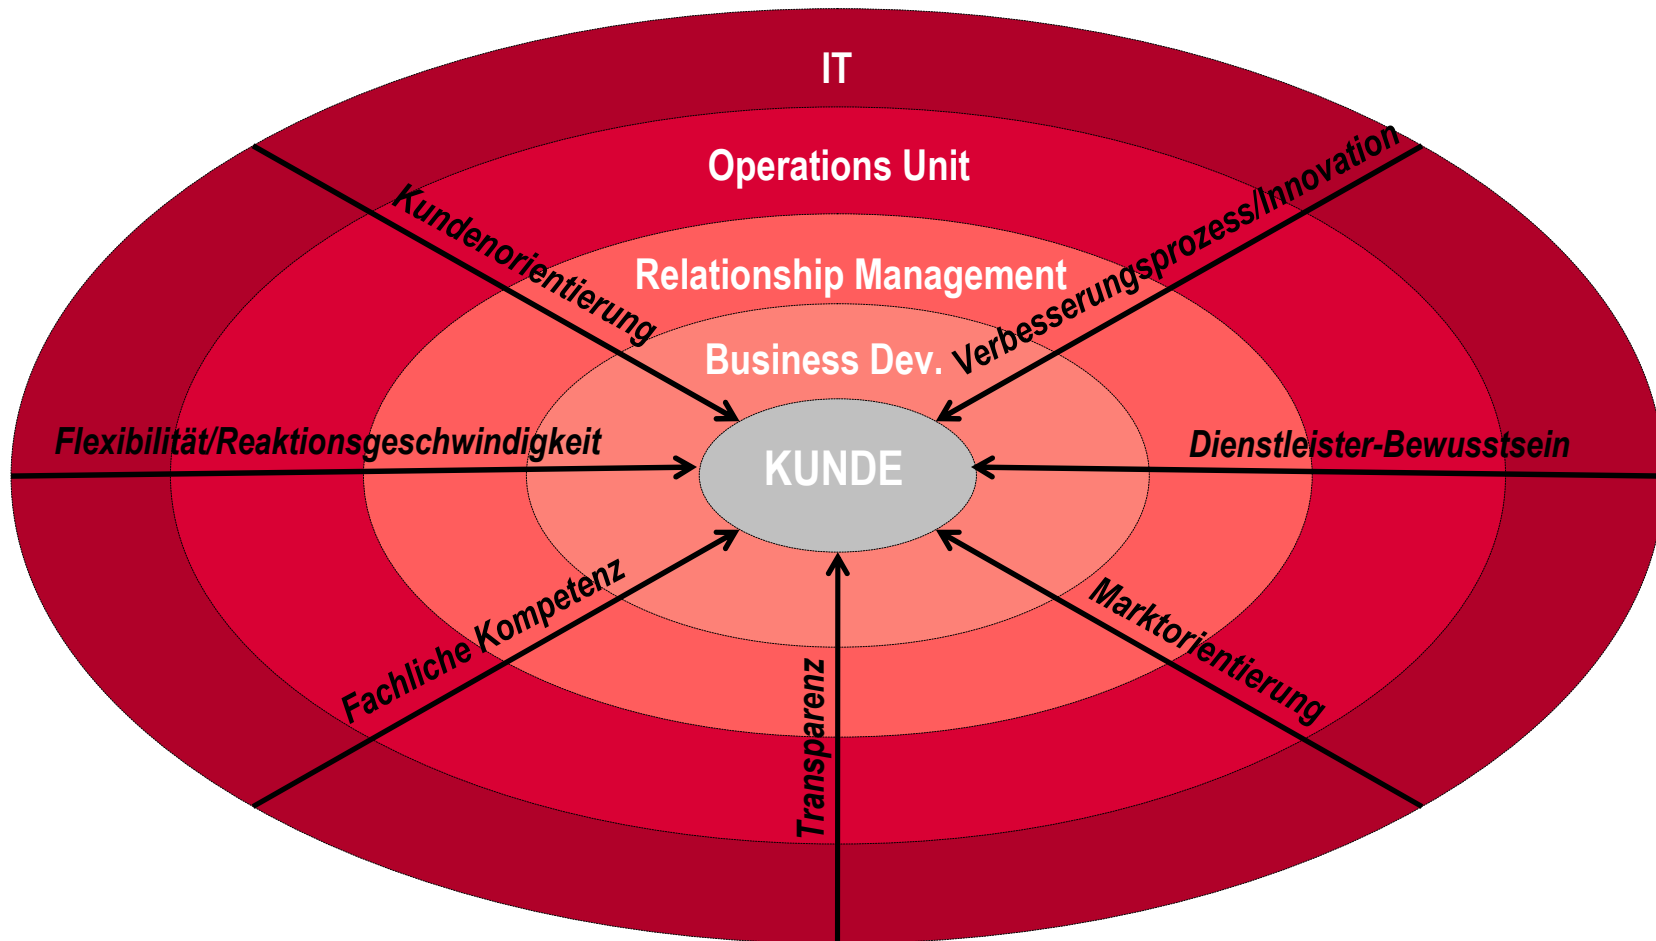 IT
Operations Unit
Kundenorientierung
Verbesserungsprozess/Innovation
Relationship Management
Business Dev.
Flexibilität/Reaktionsgeschwindigkeit
KUNDE
Dienstleister-Bewusstsein
Fachliche Kompetenz
Transparenz
Marktorientierung